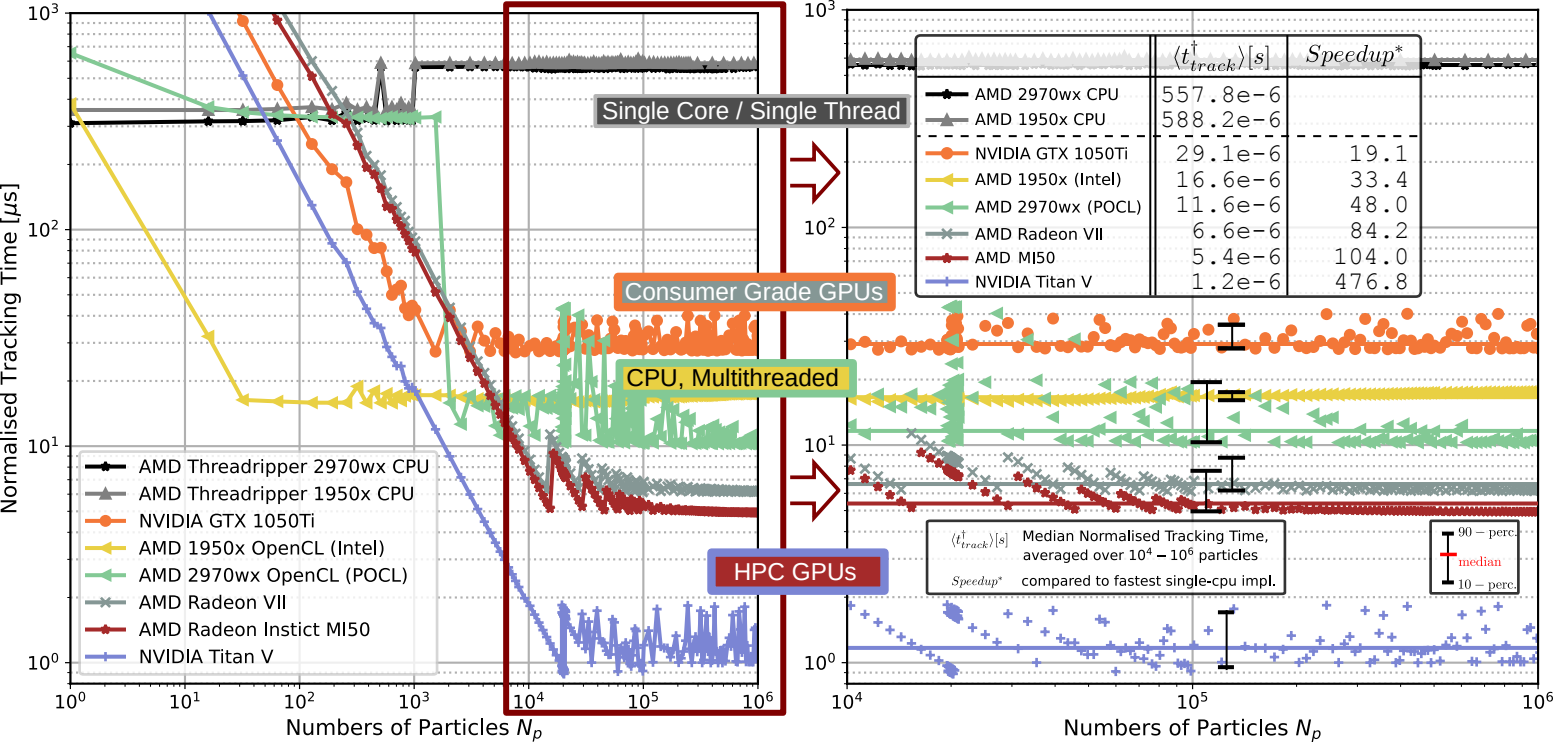 Normalised Tracking Time [μs]
10³
10²
10¹
10⁰
10⁰ 10¹ 10² 10³ 10⁴ 10⁵ 10⁶
Numbers of Particles Nₚ
AMD Threadripper 2970wx CPU
AMD Threadripper 1950x CPU
NVIDIA GTX 1050Ti
AMD 1950x OpenCL (Intel)
AMD 2970wx OpenCL (POCL)
AMD Radeon VII
AMD Radeon Instict MI50
NVIDIA Titan V
Single Core / Single Thread
Consumer Grade GPUs
CPU, Multithreaded
HPC GPUs
10³
10²
10¹
10⁰
10⁴ 10⁵ 10⁶
Numbers of Particles Nₚ
⟨t†track⟩[s] Speedup*
AMD 2970wx CPU 557.8e-6
AMD 1950x CPU 588.2e-6
NVIDIA GTX 1050Ti 29.1e-6 19.1
AMD 1950x (Intel) 16.6e-6 33.4
AMD 2970wx (POCL) 11.6e-6 48.0
AMD Radeon VII 6.6e-6 84.2
AMD MI50 5.4e-6 104.0
NVIDIA Titan V 1.2e-6 476.8
⟨t†track⟩[s] Median Normalised Tracking Time,
averaged over 10⁴ − 10⁶ particles
Speedup* compared to fastest single-cpu impl.
90 − perc.
median
10 − perc.